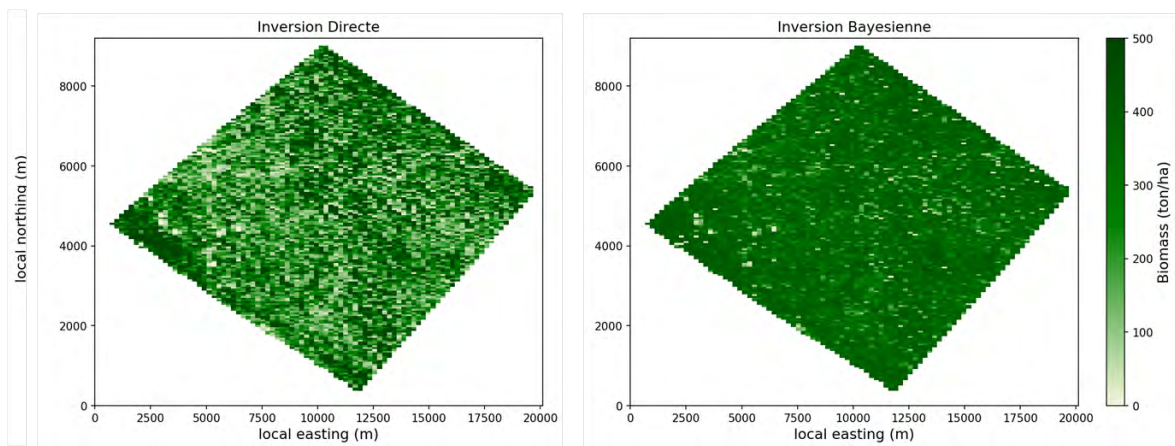 Inversion Directe
Inversion Bayesienne
local northing (m)
8000
6000
4000
2000
0
0 2500 5000 7500 10000 12500 15000 17500 20000
local easting (m)
8000
6000
4000
2000
0
0 2500 5000 7500 10000 12500 15000 17500 20000
local easting (m)
500
400
300
200
100
0
Biomass (ton/ha)